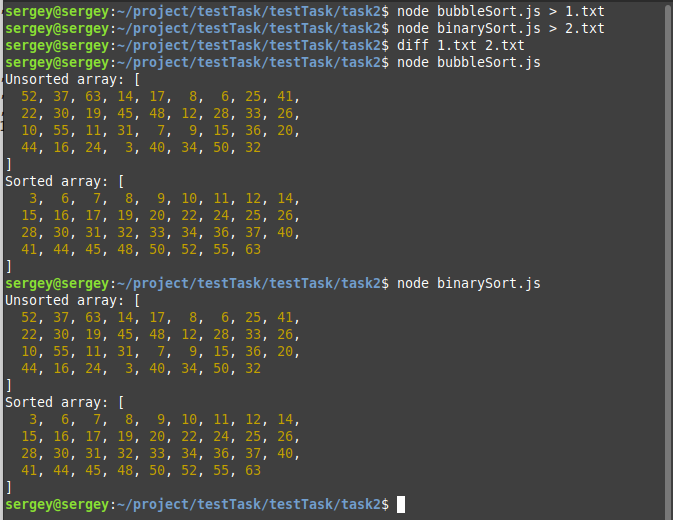 sergey@sergey:~/project/testTask/testTask/task2$ node bubbleSort.js > 1.txt
sergey@sergey:~/project/testTask/testTask/task2$ node binarySort.js > 2.txt
sergey@sergey:~/project/testTask/testTask/task2$ diff 1.txt 2.txt
sergey@sergey:~/project/testTask/testTask/task2$ node bubbleSort.js
Unsorted array: [
  52, 37, 63, 14, 17,  8,  6, 25, 41,
  22, 30, 19, 45, 48, 12, 28, 33, 26,
  10, 55, 11, 31,  7,  9, 15, 36, 20,
  44, 16, 24,  3, 40, 34, 50, 32
]
Sorted array: [
   3,  6,  7,  8,  9, 10, 11, 12, 14,
  15, 16, 17, 19, 20, 22, 24, 25, 26,
  28, 30, 31, 32, 33, 34, 36, 37, 40,
  41, 44, 45, 48, 50, 52, 55, 63
]
sergey@sergey:~/project/testTask/testTask/task2$ node binarySort.js
Unsorted array: [
  52, 37, 63, 14, 17,  8,  6, 25, 41,
  22, 30, 19, 45, 48, 12, 28, 33, 26,
  10, 55, 11, 31,  7,  9, 15, 36, 20,
  44, 16, 24,  3, 40, 34, 50, 32
]
Sorted array: [
   3,  6,  7,  8,  9, 10, 11, 12, 14,
  15, 16, 17, 19, 20, 22, 24, 25, 26,
  28, 30, 31, 32, 33, 34, 36, 37, 40,
  41, 44, 45, 48, 50, 52, 55, 63
]
sergey@sergey:~/project/testTask/testTask/task2$